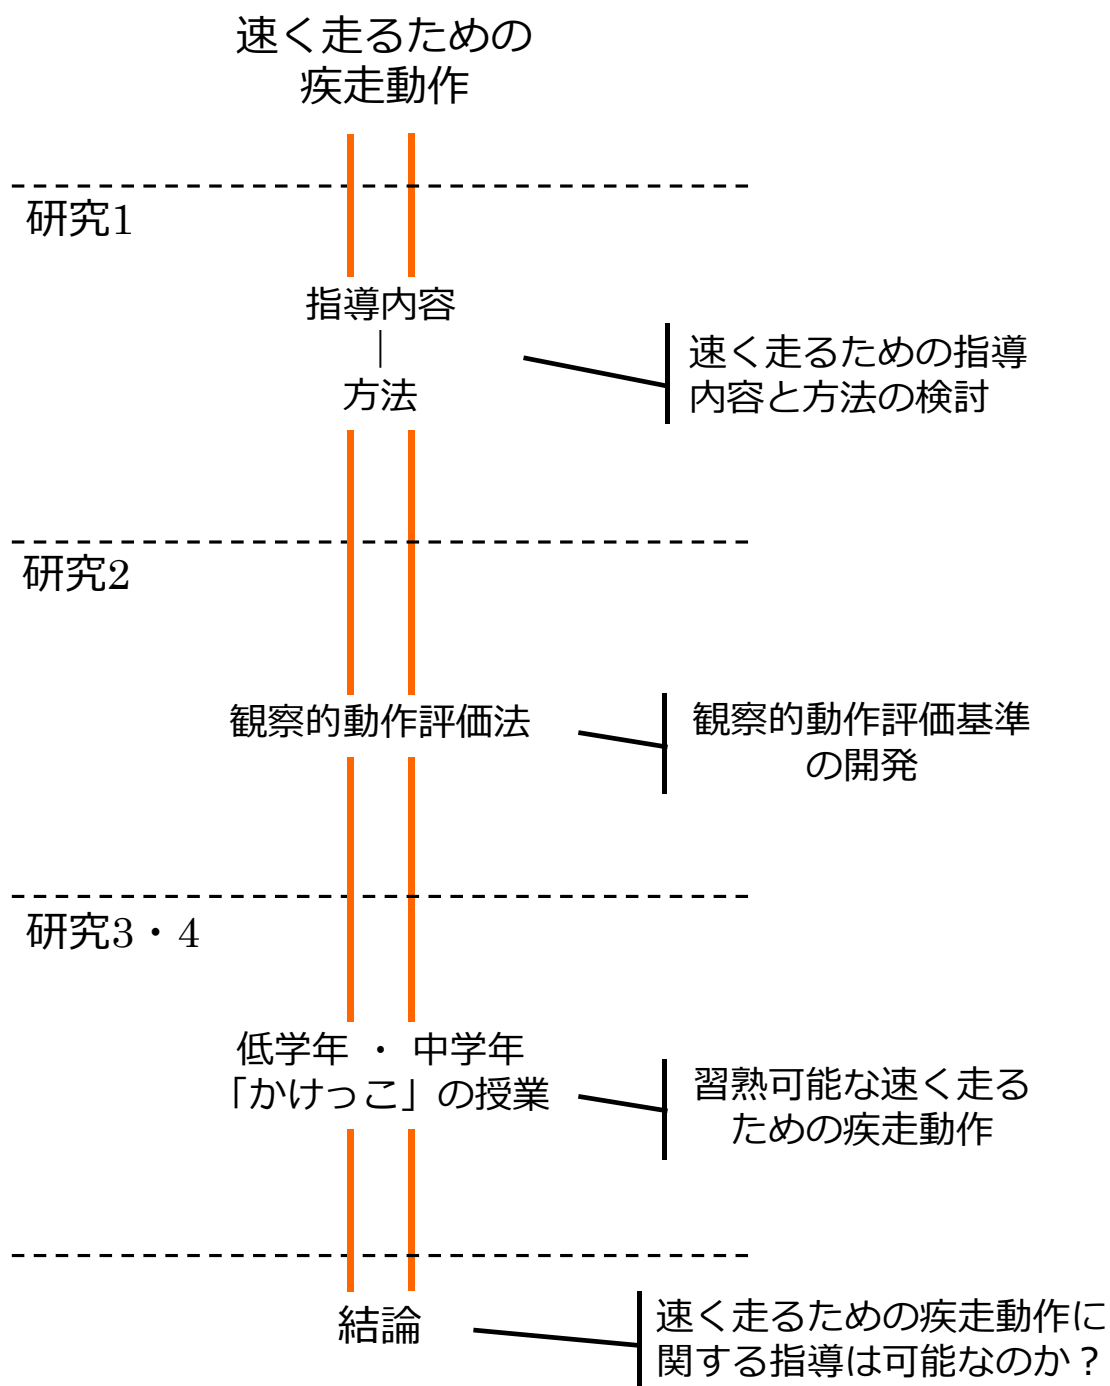 速く走るための
疾走動作
研究1
指導内容
|
方法
速く走るための指導
内容と方法の検討
研究2
観察的動作評価法
観察的動作評価基準
の開発
研究3・4
低学年 ・ 中学年
「かけっこ」の授業
習熟可能な速く走る
ための疾走動作
結論
速く走るための疾走動作に
関する指導は可能なのか？